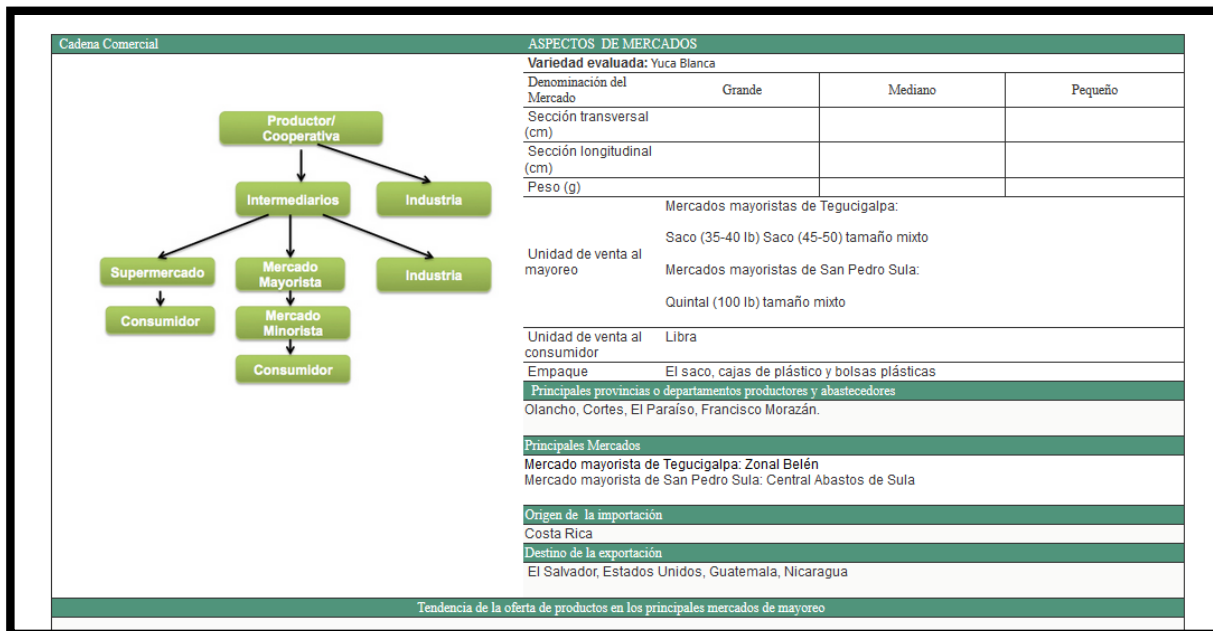 Cadena Comercial
Productor/
Cooperativa
Intermediarios
Industria
Supermercado
Mercado
Mayorista
Industria
Consumidor
Mercado
Minorista
Consumidor
ASPECTOS DE MERCADOS
Variedad evaluada: Yuca Blanca
Denominación del
Mercado
Grande
Mediano
Pequeño
Sección transversal
(cm)
Sección longitudinal
(cm)
Peso (g)
Unidad de venta al
mayoreo
Mercados mayoristas de Tegucigalpa:
Saco (35-40 lb) Saco (45-50) tamaño mixto
Mercados mayoristas de San Pedro Sula:
Quintal (100 lb) tamaño mixto
Unidad de venta al
consumidor
Libra
Empaque
El saco, cajas de plástico y bolsas plásticas
Principales provincias o departamentos productores y abastecedores
Olancho, Cortes, El Paraíso, Francisco Morazán.
Principales Mercados
Mercado mayorista de Tegucigalpa: Zonal Belén
Mercado mayorista de San Pedro Sula: Central Abastos de Sula
Origen de la importación
Costa Rica
Destino de la exportación
El Salvador, Estados Unidos, Guatemala, Nicaragua
Tendencia de la oferta de productos en los principales mercados de mayoreo